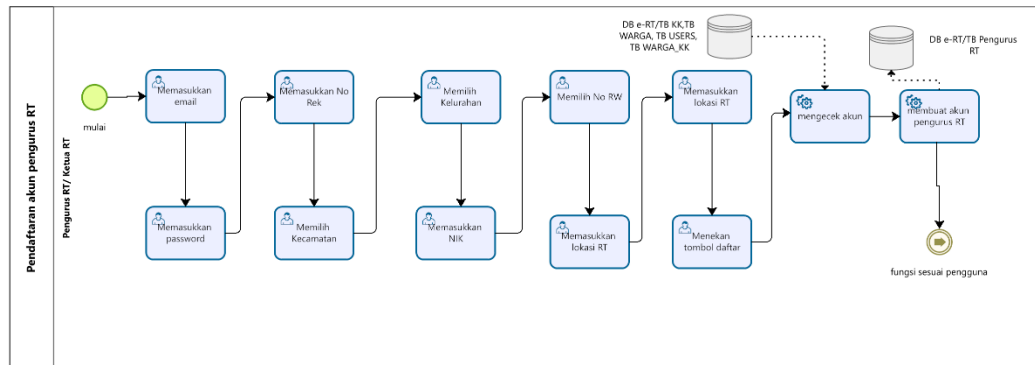 Pendaftaran akun pengurus RT
Pengurus RT/ Ketua RT
mulai
Memasukkan
email
Memasukkan
password
Memasukkan No
Rek
Memilih
Kecamatan
Memilih
Kelurahan
Memasukkan
NIK
Memilih No RW
Memasukkan
lokasi RT
Memasukkan
lokasi RT
Menekan
tombol daftar
DB e-RT/TB KK,TB
WARGA, TB USERS,
TB WARGA_KK
mengecek akun
DB e-RT/TB Pengurus
RT
membuat akun
pengurus RT
fungsi sesuai pengguna